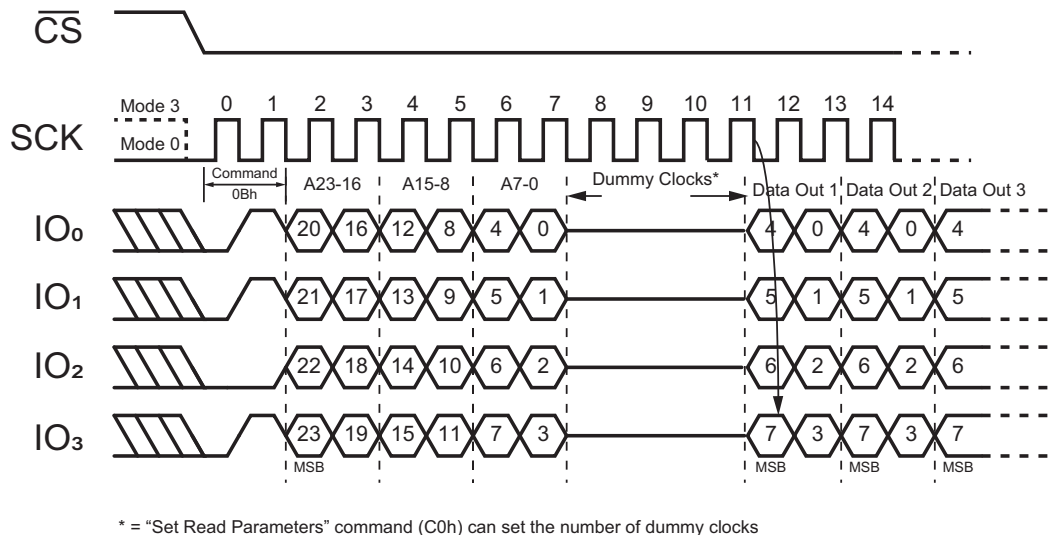 CS
Mode 3
Mode 0
SCK
0 1 2 3 4 5 6 7 8 9 10 11 12 13 14
Command
0Bh
A23-16 A15-8 A7-0 Dummy Clocks* Data Out 1 Data Out 2 Data Out 3
IO₀ 20 16 12 8 4 0 4 0 4 0 4
IO₁ 21 17 13 9 5 1 5 1 5 1 5
IO₂ 22 18 14 10 6 2 6 2 6 2 6
IO₃ 23 19 15 11 7 3 7 3 7 3 7
MSB MSB MSB MSB
* = “Set Read Parameters” command (C0h) can set the number of dummy clocks